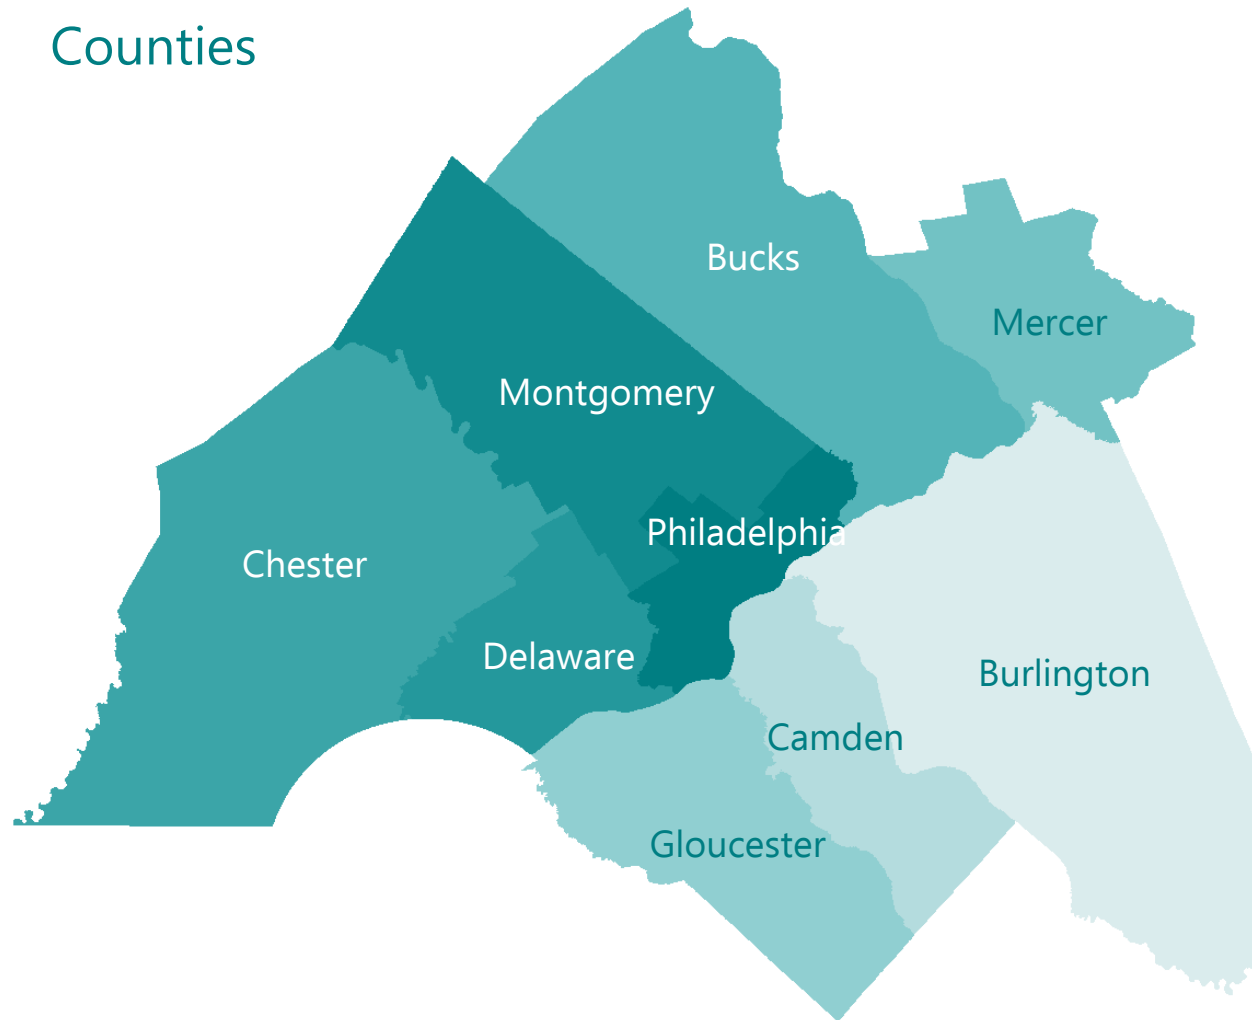 Counties
Bucks
Mercer
Montgomery
Philadelphia
Chester
Delaware
Burlington
Camden
Gloucester